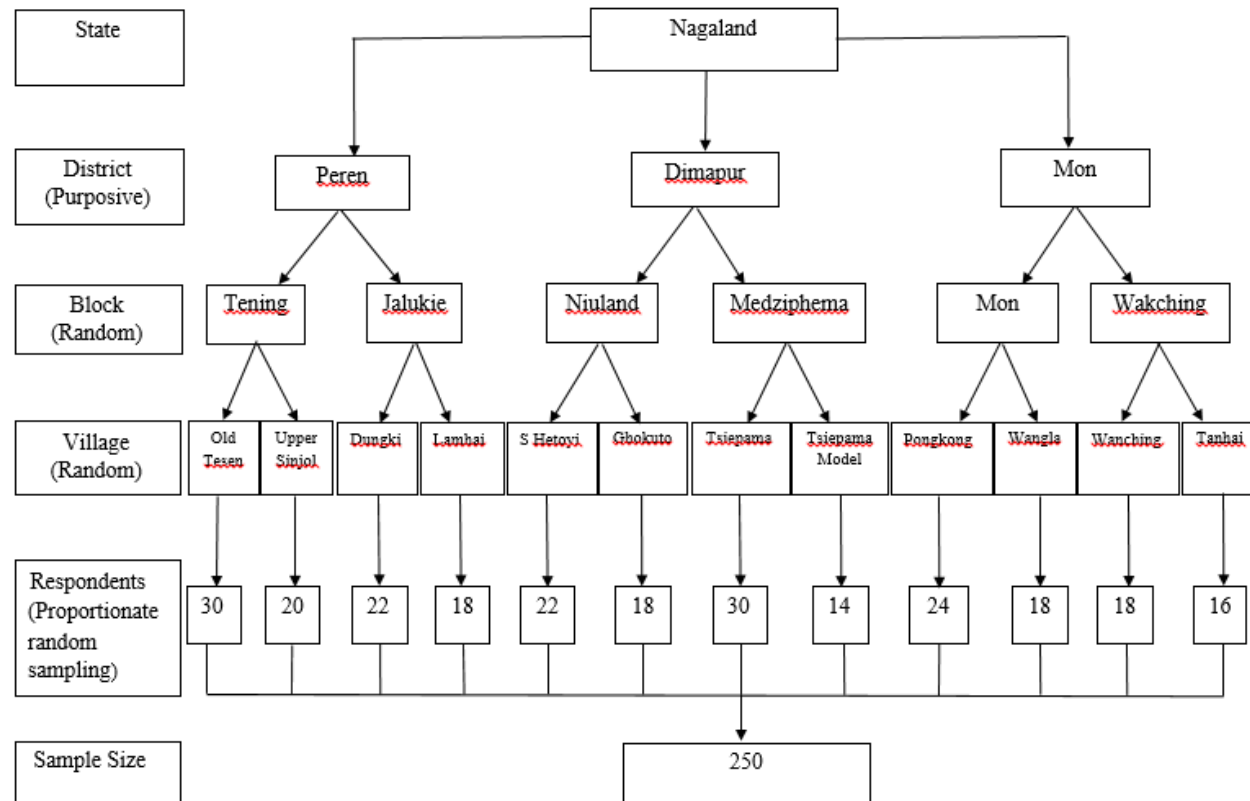 State
Nagaland
District
(Purposive)
Peren
Dimapur
Mon
Block
(Random)
Tening
Jalukie
Niuland
Medziphema
Mon
Wakching
Village
(Random)
Old
Tesen
Upper
Sinjol
Dungki
Lamhai
S Hetoyi
Ghokuto
Tsiepama
Tsiepama
Model
Pongkong
Wangla
Wanching
Tanhai
Respondents
(Proportionate
random
sampling)
30
20
22
18
22
18
30
14
24
18
18
16
Sample Size
250